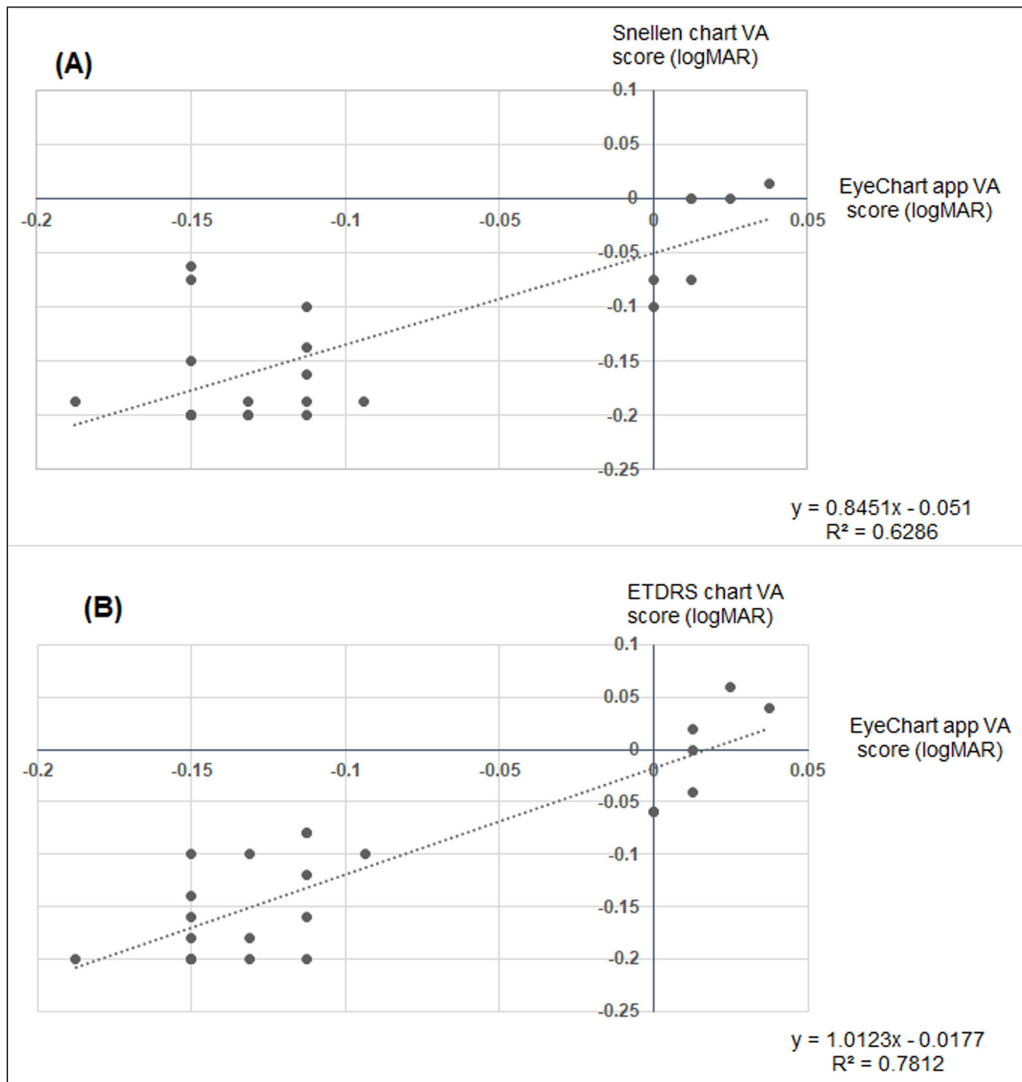 (A)
Snellen chart VA
score (logMAR)
0.1
0.05
EyeChart app VA
score (logMAR)
0
-0.2
-0.15
-0.1
-0.05
0
0.05
-0.05
-0.1
-0.15
-0.2
-0.25
y = 0.8451x - 0.051
R² = 0.6286
(B)
ETDRS chart VA
score (logMAR)
0.1
0.05
EyeChart app VA
score (logMAR)
0
-0.2
-0.15
-0.1
-0.05
0
0.05
-0.05
-0.1
-0.15
-0.2
-0.25
y = 1.0123x - 0.0177
R² = 0.7812